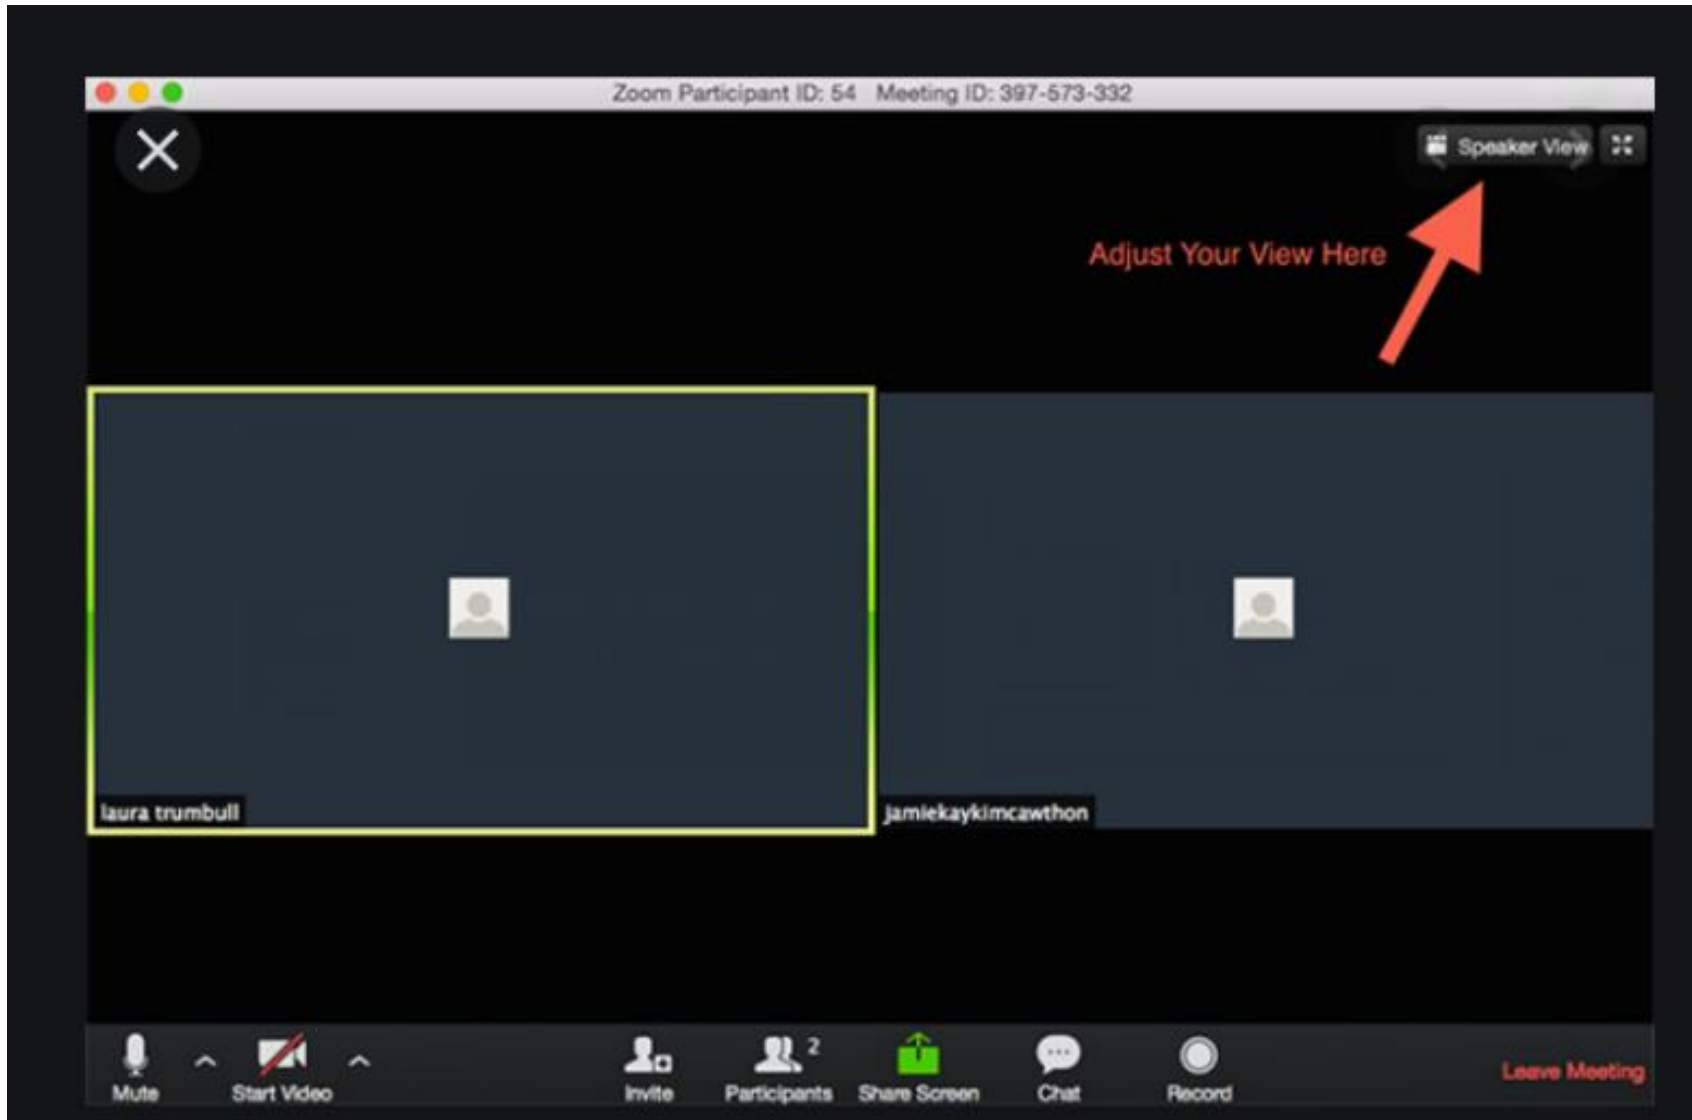 Zoom Participant ID: 54 Meeting ID: 397-573-332
Speaker View
Adjust Your View Here
laura trumbull
jamiekaykimcawthon
2
Mute
Start Video
Invite
Participants
Share Screen
Chat
Record
Leave Meeting